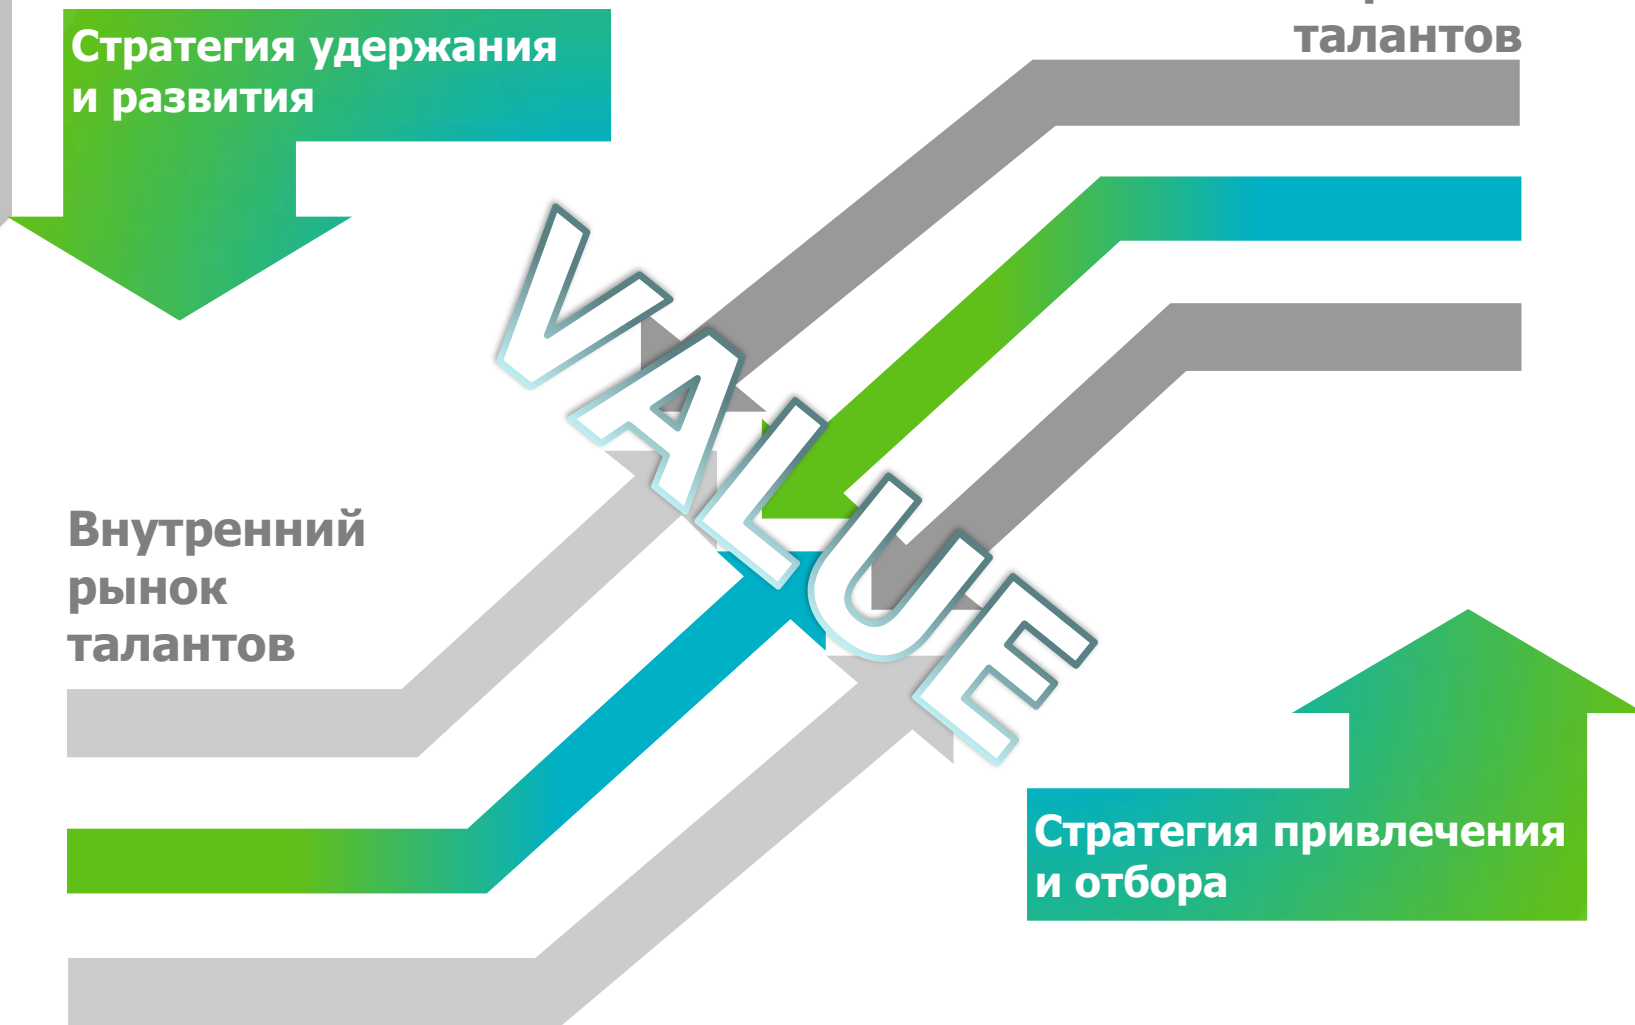 Стратегия удержания
и развития
талантов
VALUE
Внутренний
рынок
талантов
Стратегия привлечения
и отбора